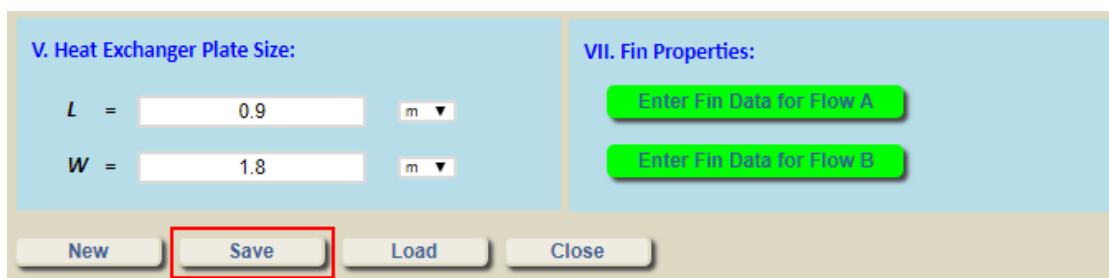 V. Heat Exchanger Plate Size:
L = 0.9 m ▼
W = 1.8 m ▼
VII. Fin Properties:
Enter Fin Data for Flow A
Enter Fin Data for Flow B
New Save Load Close